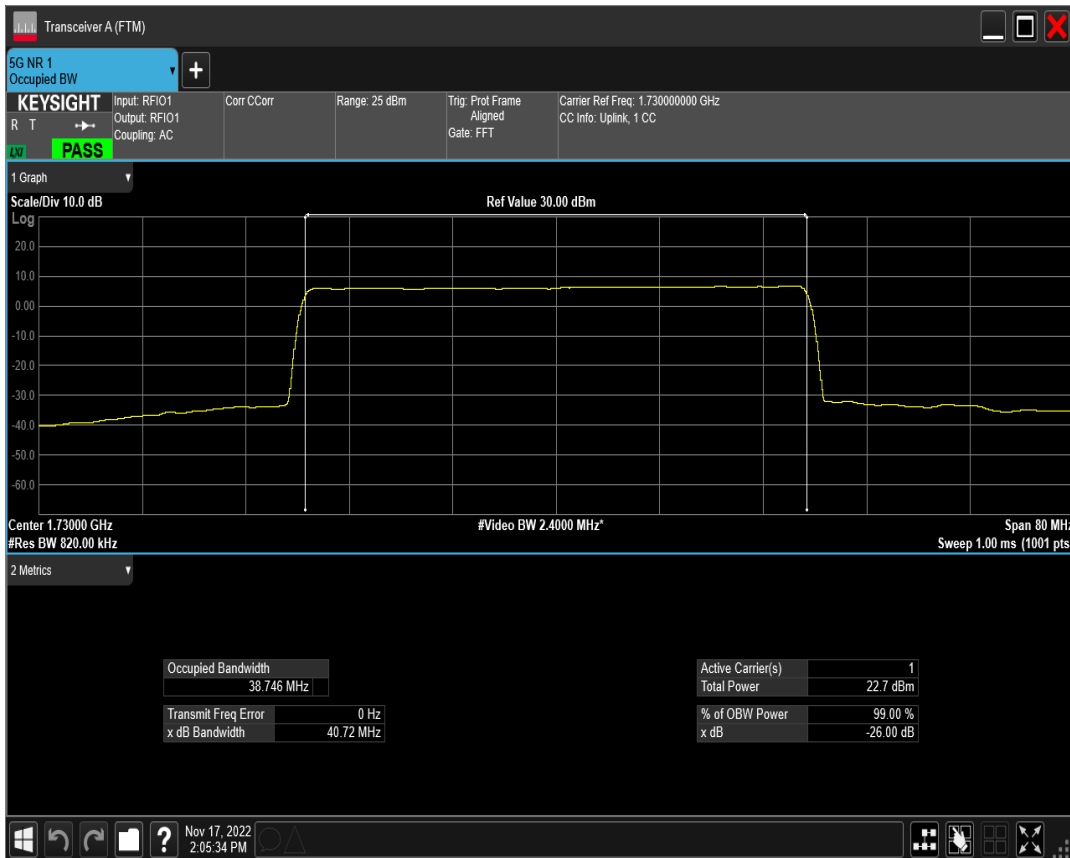 Transceiver A (FTM)
5G NR 1
Occupied BW
+
KEYSIGHT
R T
LXI
PASS
Input: RFIO1
Output: RFIO1
Coupling: AC
Corr CCorr
Range: 25 dBm
Trig: Prot Frame
Aligned
Gate: FFT
Carrier Ref Freq: 1.730000000 GHz
CC Info: Uplink, 1 CC
1 Graph
Scale/Div 10.0 dB
Ref Value 30.00 dBm
Log
20.0
10.0
0.00
-10.0
-20.0
-30.0
-40.0
-50.0
-60.0
Center 1.73000 GHz
#Video BW 2.4000 MHz*
Span 80 MHz
#Res BW 820.00 kHz
Sweep 1.00 ms (1001 pts
2 Metrics
Occupied Bandwidth
38.746 MHz
Transmit Freq Error 0 Hz
x dB Bandwidth 40.72 MHz
Active Carrier(s) 1
Total Power 22.7 dBm
% of OBW Power 99.00 %
x dB -26.00 dB
?
Nov 17, 2022
2:05:34 PM